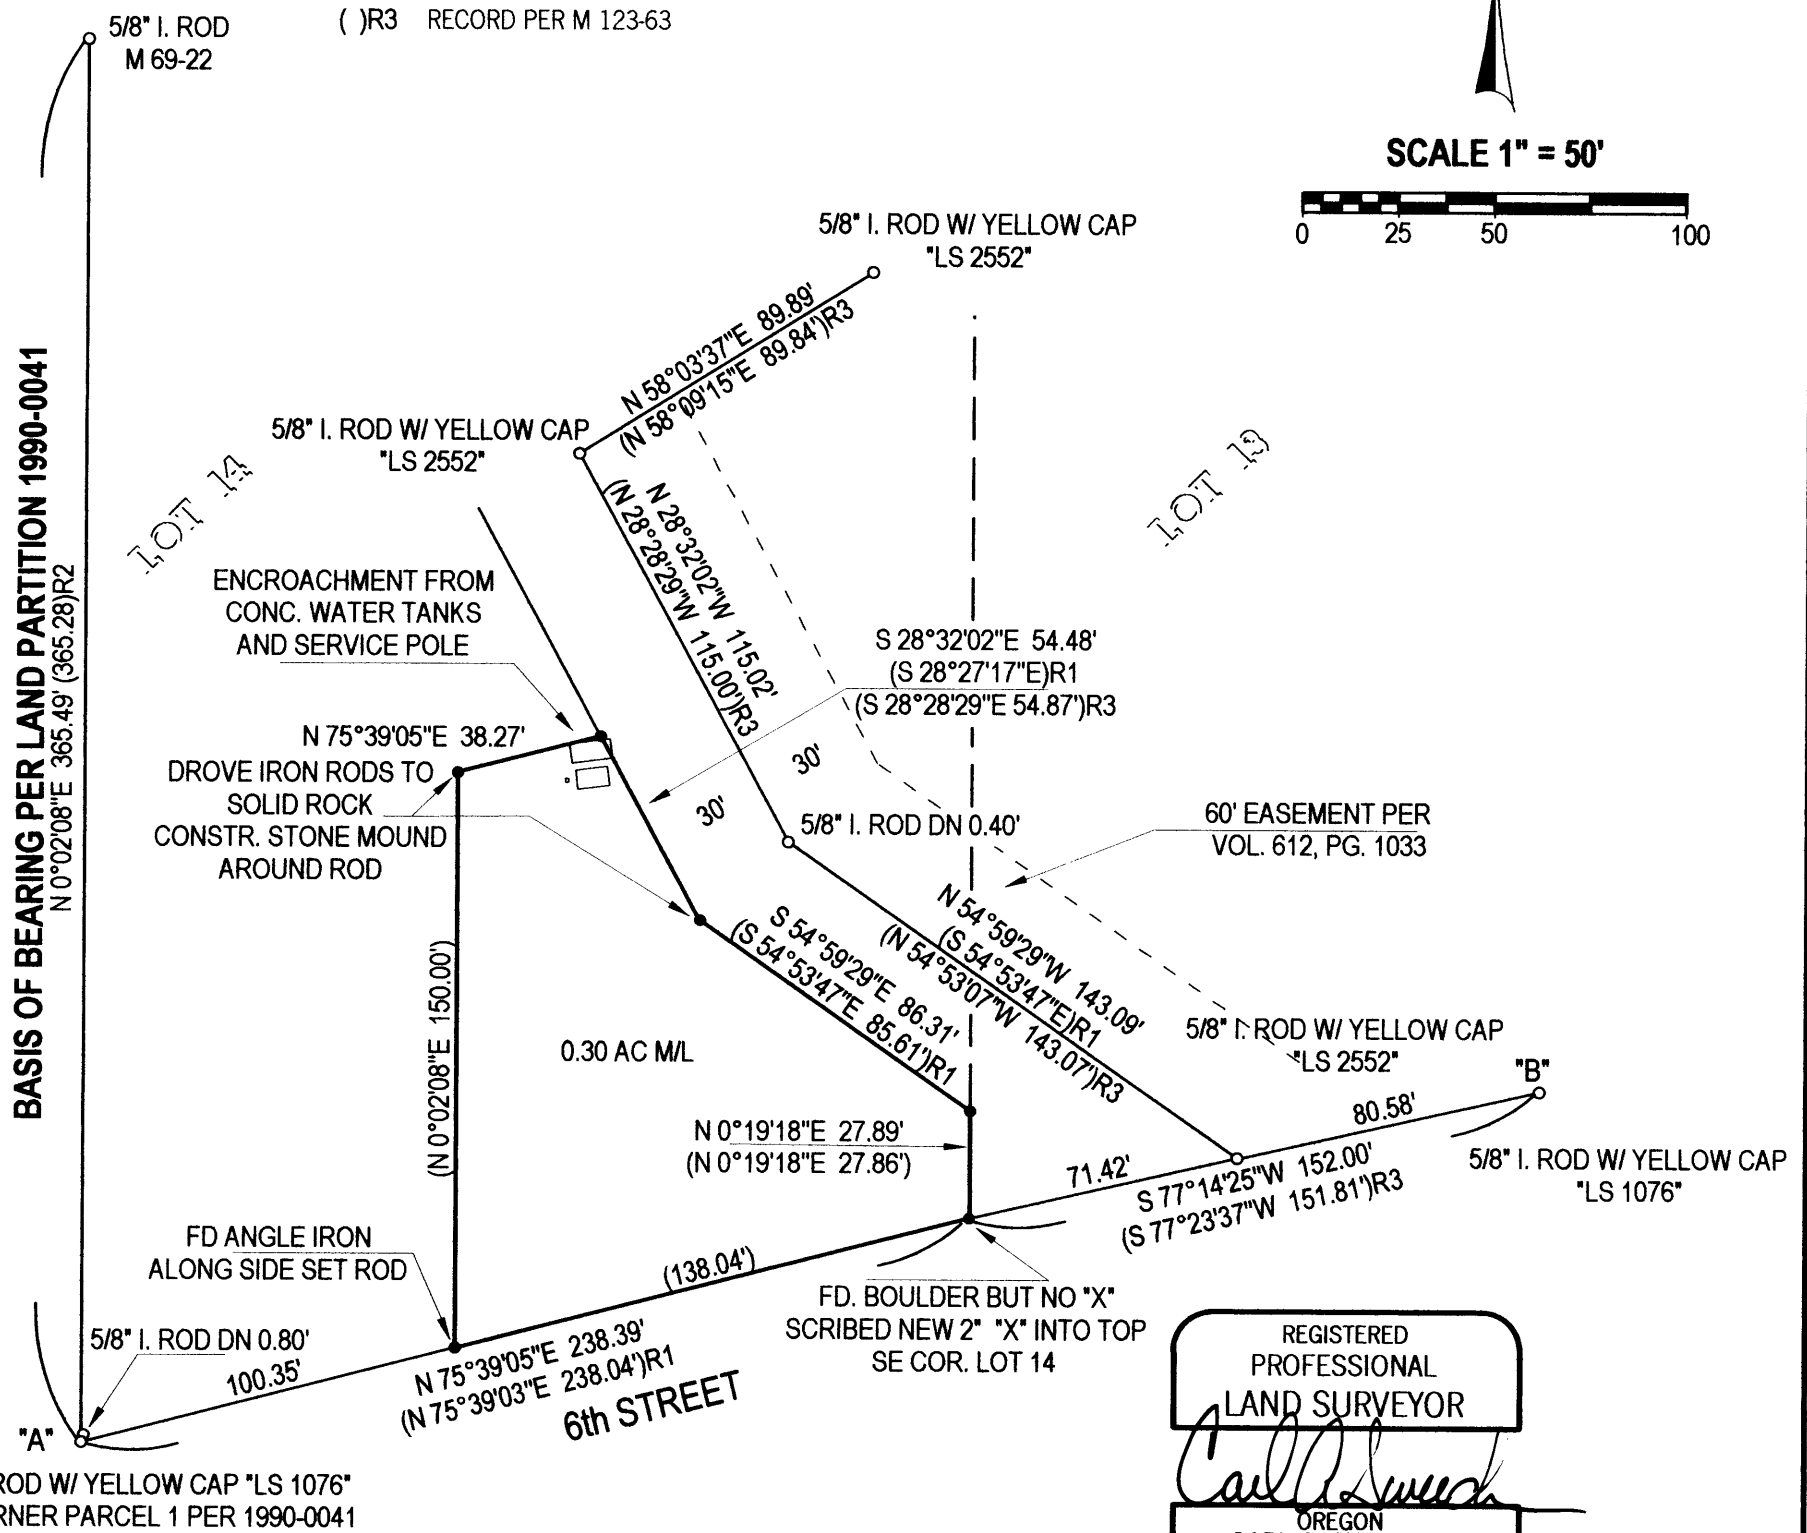 5/8" I. ROD
M 69-22
( )R3 RECORD PER M 123-63
SCALE 1" = 50'
0 25 50 100
5/8" I. ROD W/ YELLOW CAP
"LS 2552"
N 58°03'37"E 89.89'
(N 58°09'15"E 89.84')R3
5/8" I. ROD W/ YELLOW CAP
"LS 2552"
LOT 14
LOT 13
BASIS OF BEARING PER LAND PARTITION 1990-0041
N 0°02'08"E 365.49' (365.28)R2
N 28°32'02"W 115.02'
(N 28°28'29"W 115.00')R3
ENCROACHMENT FROM
CONC. WATER TANKS
AND SERVICE POLE
S 28°32'02"E 54.48'
(S 28°27'17"E)R1
(S 28°28'29"E 54.87')R3
N 75°39'05"E 38.27'
30'
30'
DROVE IRON RODS TO
SOLID ROCK
CONSTR. STONE MOUND
AROUND ROD
5/8" I. ROD DN 0.40'
60' EASEMENT PER
VOL. 612, PG. 1033
N 54°59'29"W 143.09'
(S 54°53'47"E)R1
(N 54°53'07"W 143.07')R3
S 54°59'29"E 86.31'
(S 54°53'47"E 85.61')R1
(N 0°02'08"E 150.00')
0.30 AC M/L
5/8" I. ROD W/ YELLOW CAP
"LS 2552"
"B"
80.58'
N 0°19'18"E 27.89'
(N 0°19'18"E 27.86')
71.42'
S 77°14'25"W 152.00'
(S 77°23'37"W 151.81')R3
5/8" I. ROD W/ YELLOW CAP
"LS 1076"
FD ANGLE IRON
ALONG SIDE SET ROD
(138.04')
FD. BOULDER BUT NO "X"
SCRIBED NEW 2" "X" INTO TOP
SE COR. LOT 14
5/8" I. ROD DN 0.80'
100.35'
N 75°39'05"E 238.39'
(N 75°39'03"E 238.04')R1
6th STREET
"A"
ROD W/ YELLOW CAP "LS 1076"
RNER PARCEL 1 PER 1990-0041
REGISTERED
PROFESSIONAL
LAND SURVEYOR
OREGON